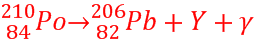 ²¹⁰₈₄Po→²⁰⁶₈₂Pb + Y + γ